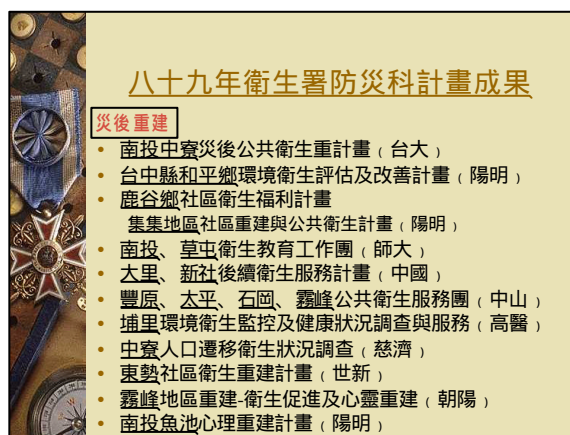 八十九年衛生署防災科計畫成果
災後重建
• 南投中寮災後公共衛生重計畫﹙台大﹚
• 台中縣和平鄉環境衛生評估及改善計畫﹙陽明﹚
• 鹿谷鄉社區衛生福利計畫
集集地區社區重建與公共衛生計畫﹙陽明﹚
• 南投、草屯衛生教育工作團﹙師大﹚
• 大里、新社後續衛生服務計畫﹙中國﹚
• 豐原、太平、石岡、霧峰公共衛生服務團﹙中山﹚
• 埔里環境衛生監控及健康狀況調查與服務﹙高醫﹚
• 中寮人口遷移衛生狀況調查﹙慈濟﹚
• 東勢社區衛生重建計畫﹙世新﹚
• 霧峰地區重建-衛生促進及心靈重建﹙朝陽﹚
• 南投魚池心理重建計畫﹙陽明﹚